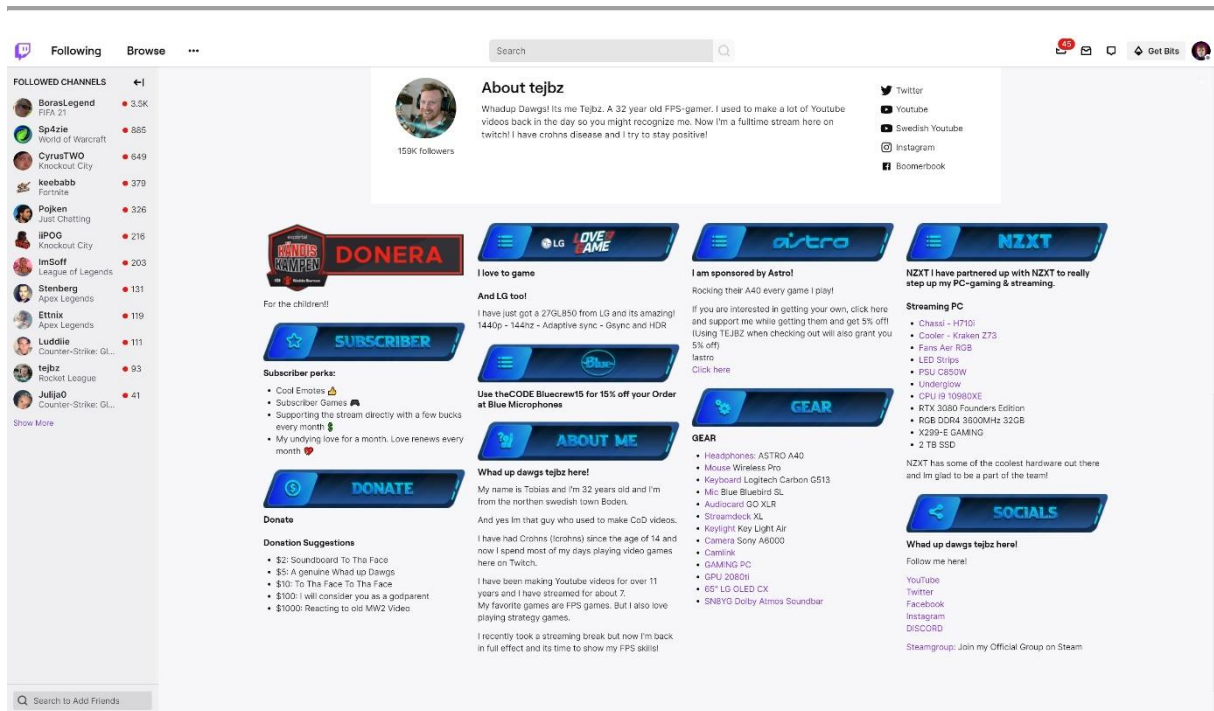 Following Browse ...
Search
45
Get Bits
FOLLOWED CHANNELS
BorasLegend 3.5K
FIFA 21
Sp4zie 885
World of Warcraft
CyrusTWO 649
Knockout City
keebabb 379
Fortnite
Pojken 326
Just Chatting
iiPOG 216
Knockout City
ImSoff 203
League of Legends
Stenberg 131
Apex Legends
Ettnix 119
Apex Legends
Luddiie 111
Counter-Strike: Gl...
tejbz 93
Rocket League
Julija0 41
Counter-Strike: Gl...
Show More
Search to Add Friends
159K followers
About tejbz
Whadup Dawgs! Its me Tejbz. A 32 year old FPS-gamer. I used to make a lot of Youtube
videos back in the day so you might recognize me. Now I'm a fulltime stream here on
twitch! I have crohns disease and I try to stay positive!
Twitter
Youtube
Swedish Youtube
Instagram
Boomerbook
KÄNDIS
KAMPEN
DONERA
For the children!!
SUBSCRIBER
Subscriber perks:
• Cool Emotes 👍
• Subscriber Games 🎮
• Supporting the stream directly with a few bucks
every month 💲
• My undying love for a month. Love renews every
month 💖
DONATE
Donate
Donation Suggestions
• $2: Soundboard To Tha Face
• $5: A genuine Whad up Dawgs
• $10: To Tha Face To Tha Face
• $100: I will consider you as a godparent
• $1000: Reacting to old MW2 Video
LG LOVE GAME
I love to game
And LG too!
I have just got a 27GL850 from LG and its amazing!
1440p - 144hz - Adaptive sync - Gsync and HDR
Blue
Use theCODE Bluecrew15 for 15% off your Order
at Blue Microphones
ABOUT ME
Whad up dawgs tejbz here!
My name is Tobias and I'm 32 years old and I'm
from the northen swedish town Boden.
And yes Im that guy who used to make CoD videos.
I have had Crohns (!crohns) since the age of 14 and
now I spend most of my days playing video games
here on Twitch.
I have been making Youtube videos for over 11
years and I have streamed for about 7.
My favorite games are FPS games. But I also love
playing strategy games.
I recently took a streaming break but now I'm back
in full effect and its time to show my FPS skills!
astro
I am sponsored by Astro!
Rocking their A40 every game I play!
If you are interested in getting your own, click here
and support me while getting them and get 5% off!
(Using TEJBZ when checking out will also grant you
5% off)
!astro
Click here
GEAR
GEAR
• Headphones: ASTRO A40
• Mouse Wireless Pro
• Keyboard Logitech Carbon G513
• Mic Blue Bluebird SL
• Audiocard GO XLR
• Streamdeck XL
• Keylight Key Light Air
• Camera Sony A6000
• Camlink
• GAMING PC
• GPU 2080ti
• 65" LG OLED CX
• SN8YG Dolby Atmos Soundbar
NZXT
NZXT I have partnered up with NZXT to really
step up my PC-gaming & streaming.
Streaming PC
• Chassi - H710i
• Cooler - Kraken Z73
• Fans Aer RGB
• LED Strips
• PSU C850W
• Underglow
• CPU I9 10980XE
• RTX 3080 Founders Edition
• RGB DDR4 3600MHz 32GB
• X299-E GAMING
• 2 TB SSD
NZXT has some of the coolest hardware out there
and Im glad to be a part of the team!
SOCIALS
Whad up dawgs tejbz here!
Follow me here!
YouTube
Twitter
Facebook
Instagram
DISCORD
Steamgroup: Join my Official Group on Steam